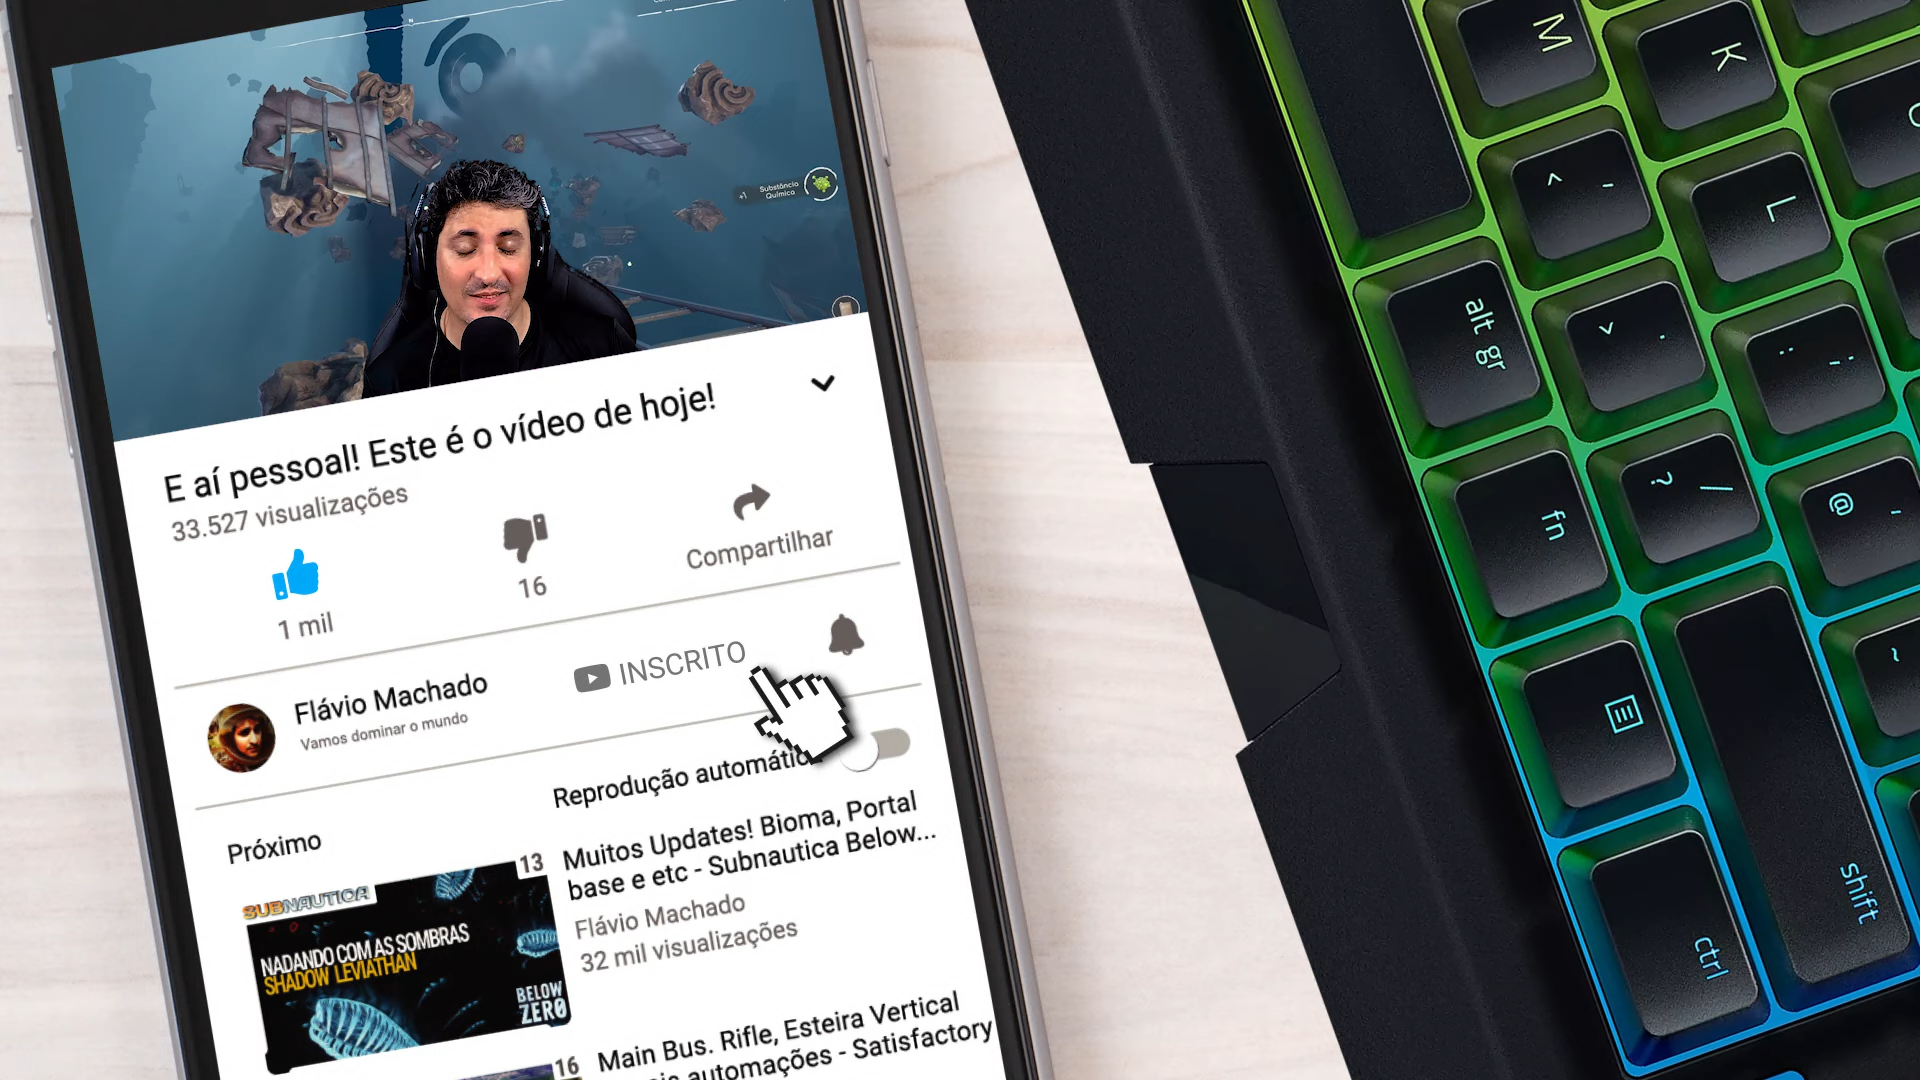 +1 Substância
Química
E aí pessoal! Este é o vídeo de hoje!
33.527 visualizações
1 mil
16
Compartilhar
Flávio Machado
Vamos dominar o mundo
INSCRITO
Reprodução automátic
Próximo
13
SUBNAUTICA
NADANDO COM AS SOMBRAS
SHADOW LEVIATHAN
BELOW
ZERO
Muitos Updates! Bioma, Portal
base e etc - Subnautica Below...
Flávio Machado
32 mil visualizações
16
Main Bus. Rifle, Esteira Vertical
automações - Satisfactory
M
K
L
alt gr
fn
?
/
@
shift
ctrl